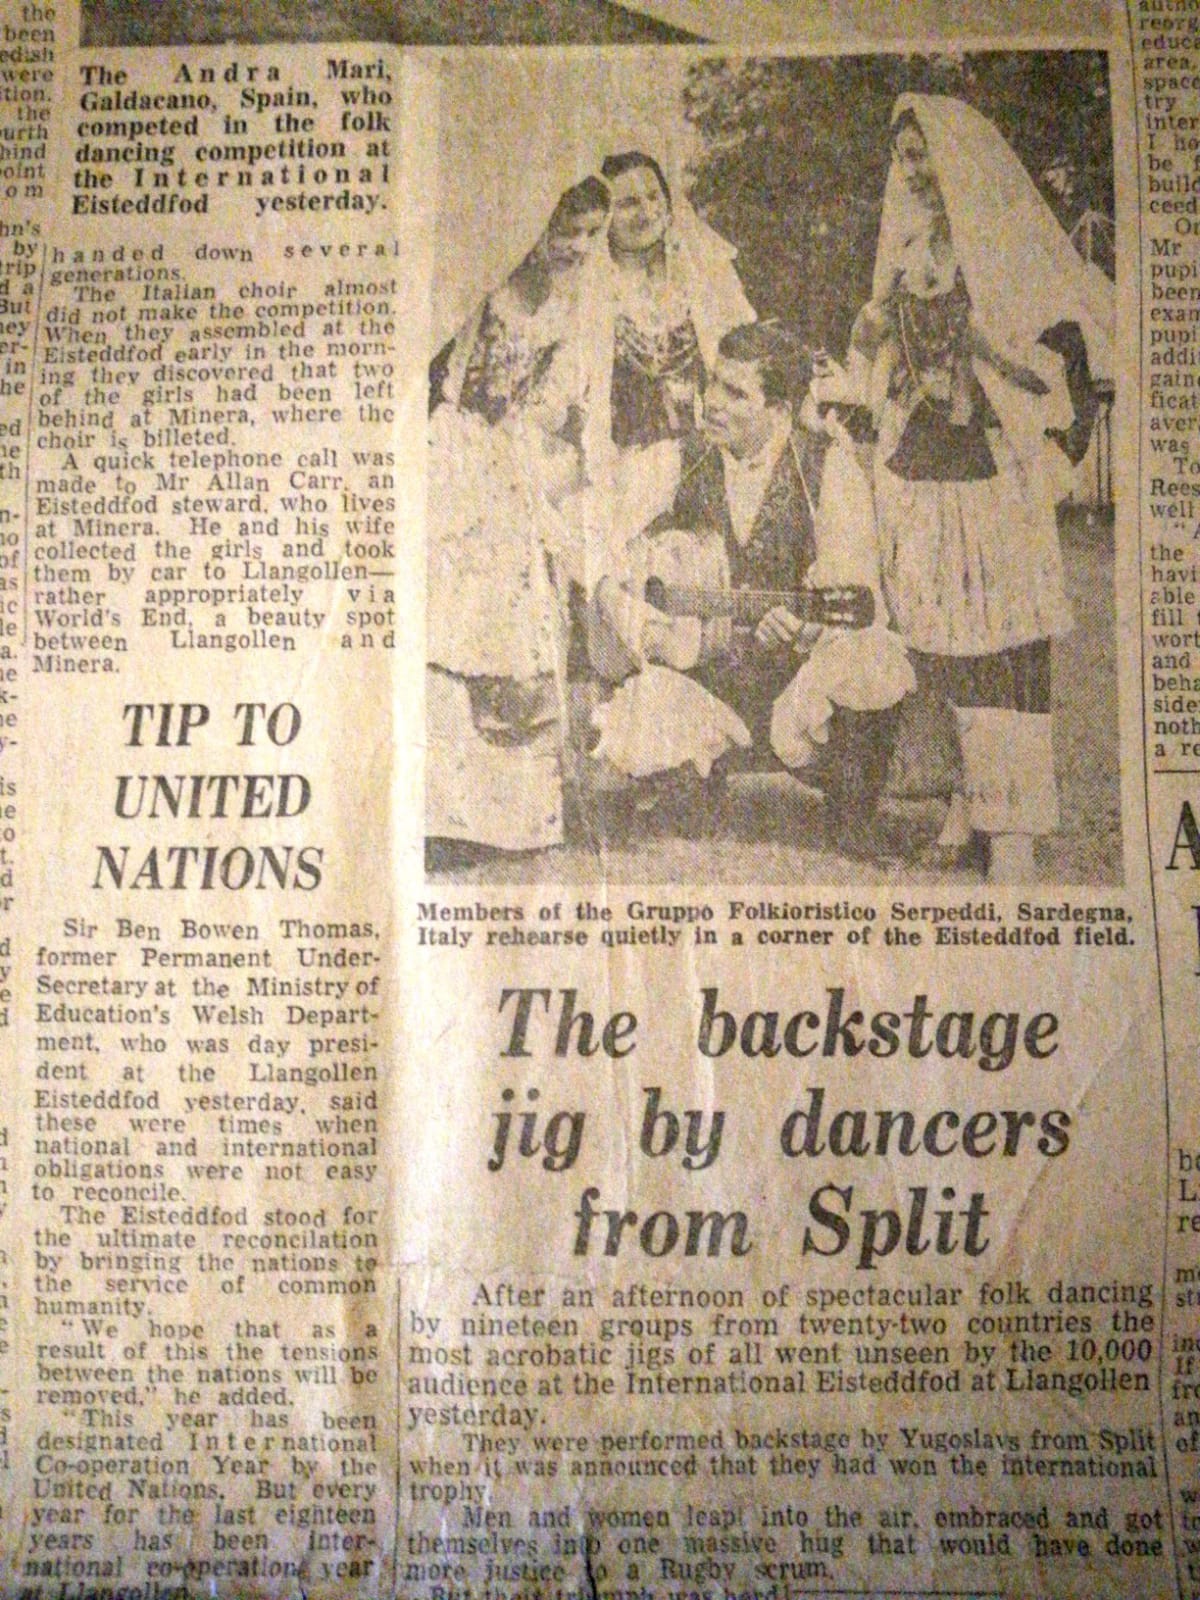 The Andra Mari,
Galdacano, Spain, who
competed in the folk
dancing competition at
the International
Eisteddfod yesterday.
handed down several
generations.
The Italian choir almost
did not make the competition.
When they assembled at the
Eisteddfod early in the morn-
ing they discovered that two
of the girls had been left
behind at Minera, where the
choir is billeted.
A quick telephone call was
made to Mr Allan Carr, an
Eisteddfod steward, who lives
at Minera. He and his wife
collected the girls and took
them by car to Llangollen—
rather appropriately via
World's End, a beauty spot
between Llangollen and
Minera.
TIP TO
UNITED
NATIONS
Sir Ben Bowen Thomas,
former Permanent Under-
Secretary at the Ministry of
Education's Welsh Depart-
ment, who was day presi-
dent at the Llangollen
Eisteddfod yesterday, said
these were times when
national and international
obligations were not easy
to reconcile.
The Eisteddfod stood for
the ultimate reconcilation
by bringing the nations to
the service of common
humanity.
"We hope that as a
result of this the tensions
between the nations will be
removed," he added.
"This year has been
designated International
Co-operation Year by the
United Nations. But every
year for the last eighteen
years has been inter-
national co-operation year
at Llangollen.
Members of the Gruppo Folkioristico Serpeddi, Sardegna,
Italy rehearse quietly in a corner of the Eisteddfod field.
The backstage
jig by dancers
from Split
After an afternoon of spectacular folk dancing
by nineteen groups from twenty-two countries the
most acrobatic jigs of all went unseen by the 10,000
audience at the International Eisteddfod at Llangollen
yesterday.
They were performed backstage by Yugoslavs from Split
when it was announced that they had won the international
trophy.
Men and women leapt into the air, embraced and got
themselves into one massive hug that would have done
more justice to a Rugby scrum.
But their triumph was hard